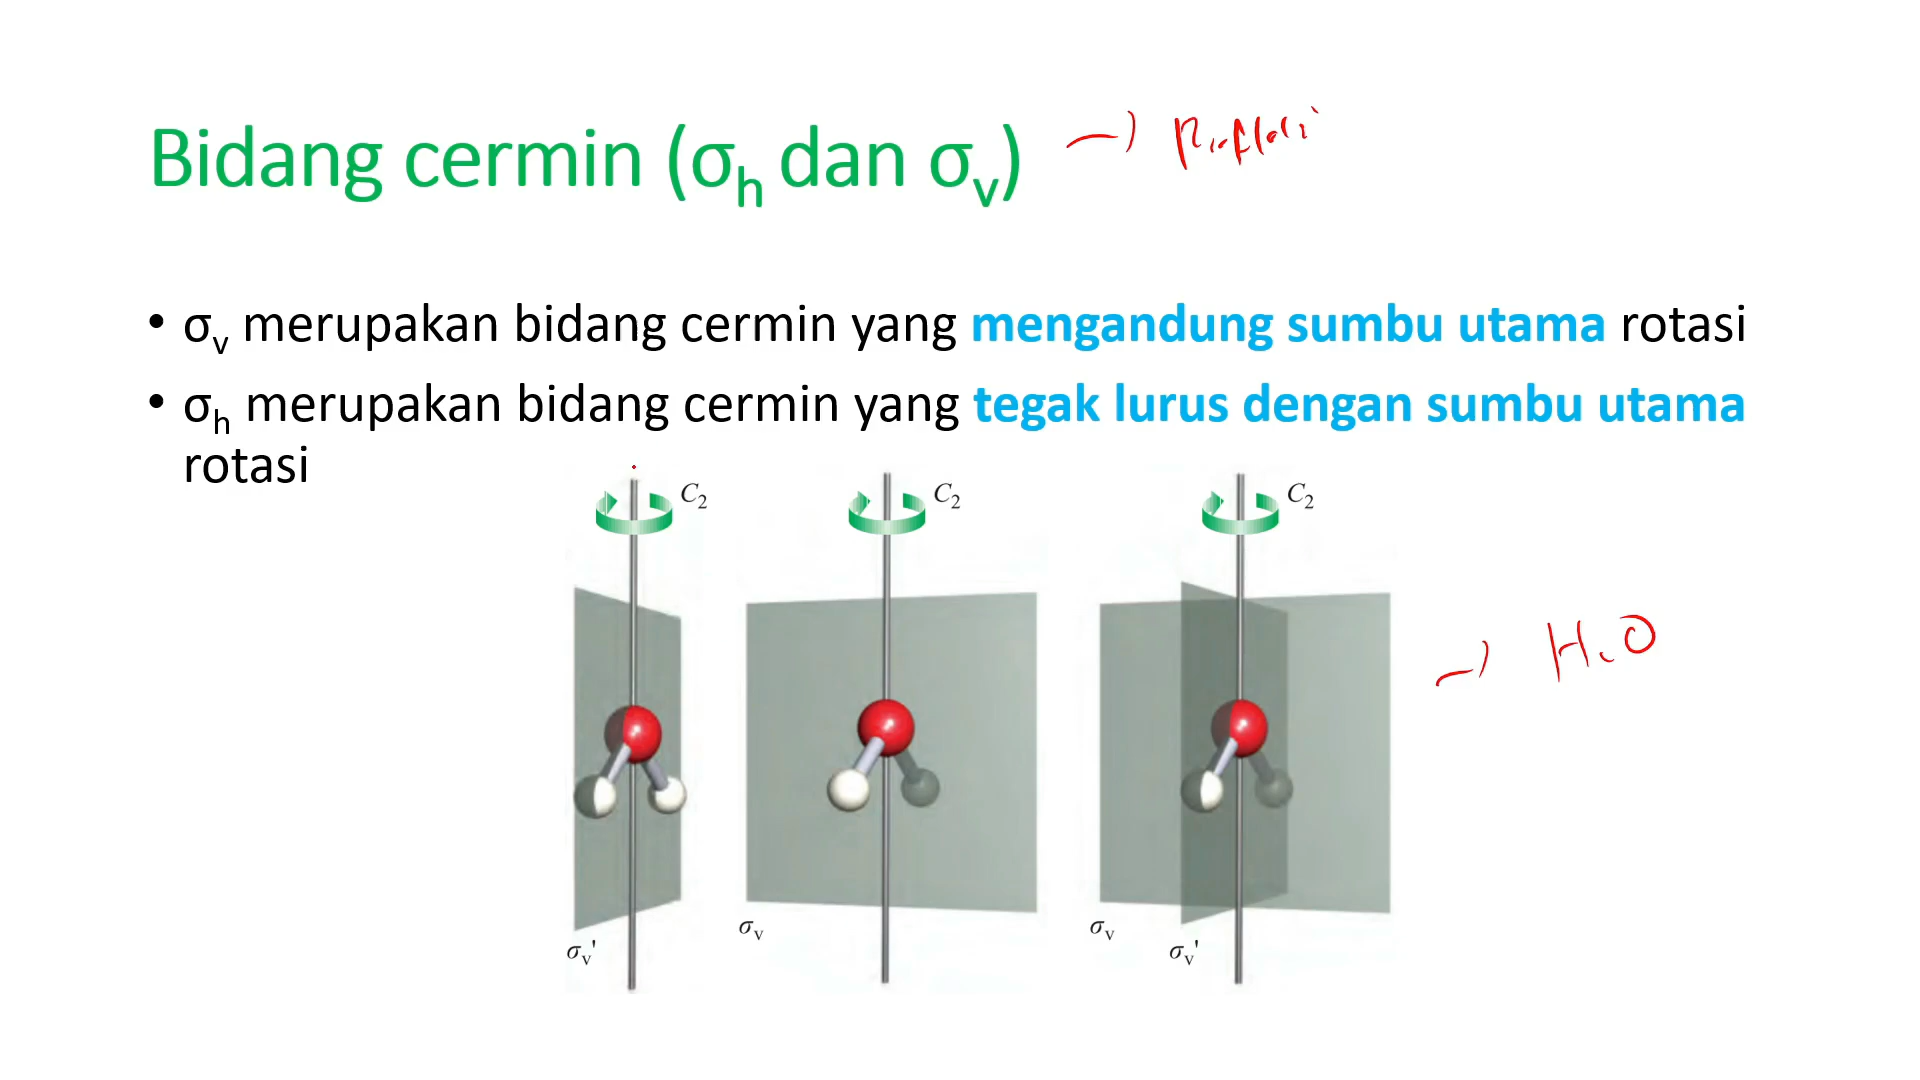 Bidang cermin (σh dan σv) → Refleksi
• σv merupakan bidang cermin yang mengandung sumbu utama rotasi
• σh merupakan bidang cermin yang tegak lurus dengan sumbu utama
rotasi
C2 C2 C2
→ H2O
σv σv
σv' σv'